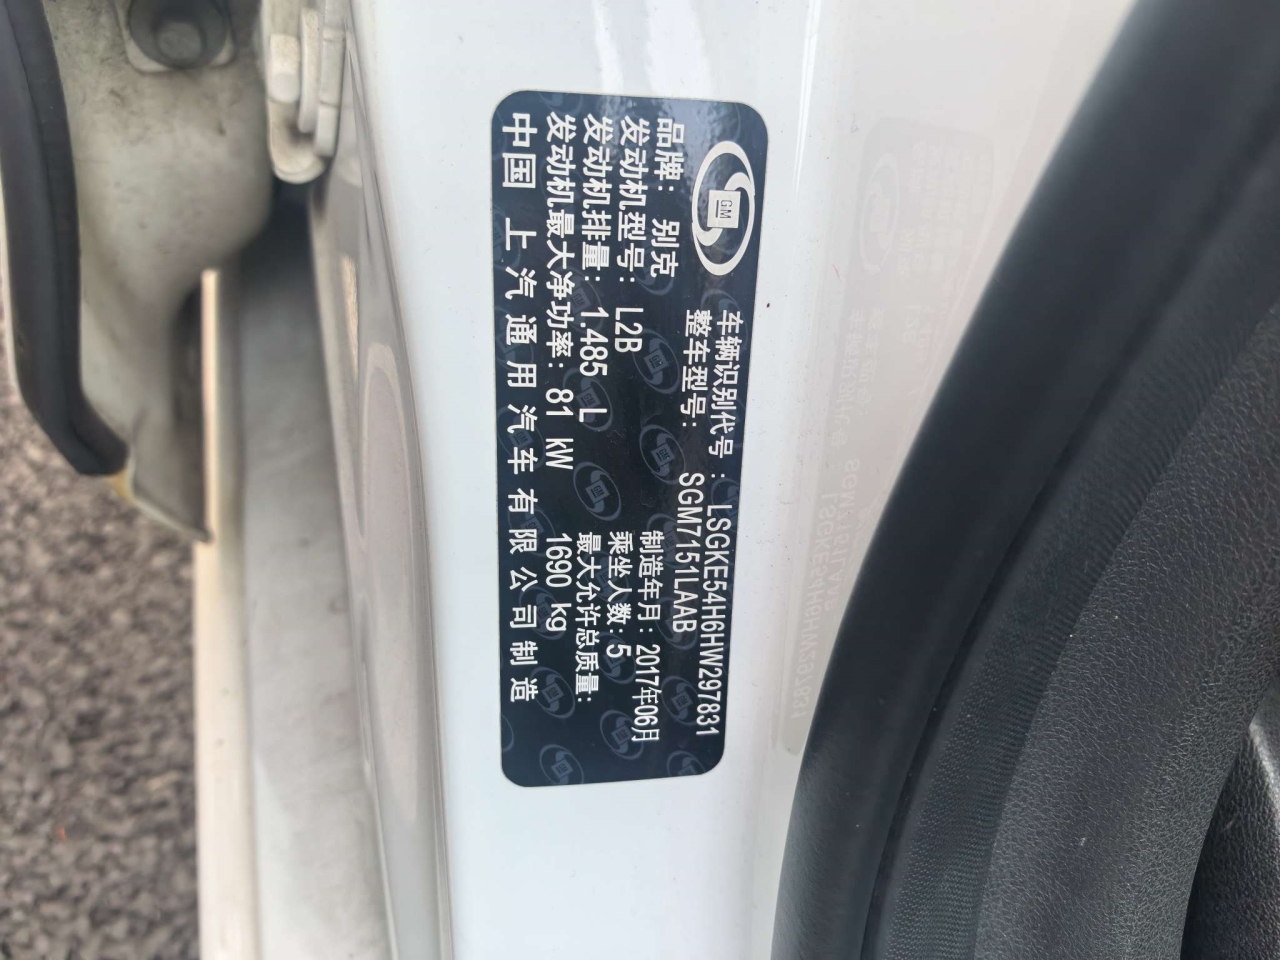 GM
车辆识别代号：LSGKE54H6HW297831
整车型号：SGM7151LAAB
品牌：别克
制造年月：2017年06月
发动机型号：L2B
乘坐人数：5
发动机排量：1.485 L
最大允许总质量：
发动机最大净功率：81 kW
1690 kg
中国 上汽通用汽车有限公司制造